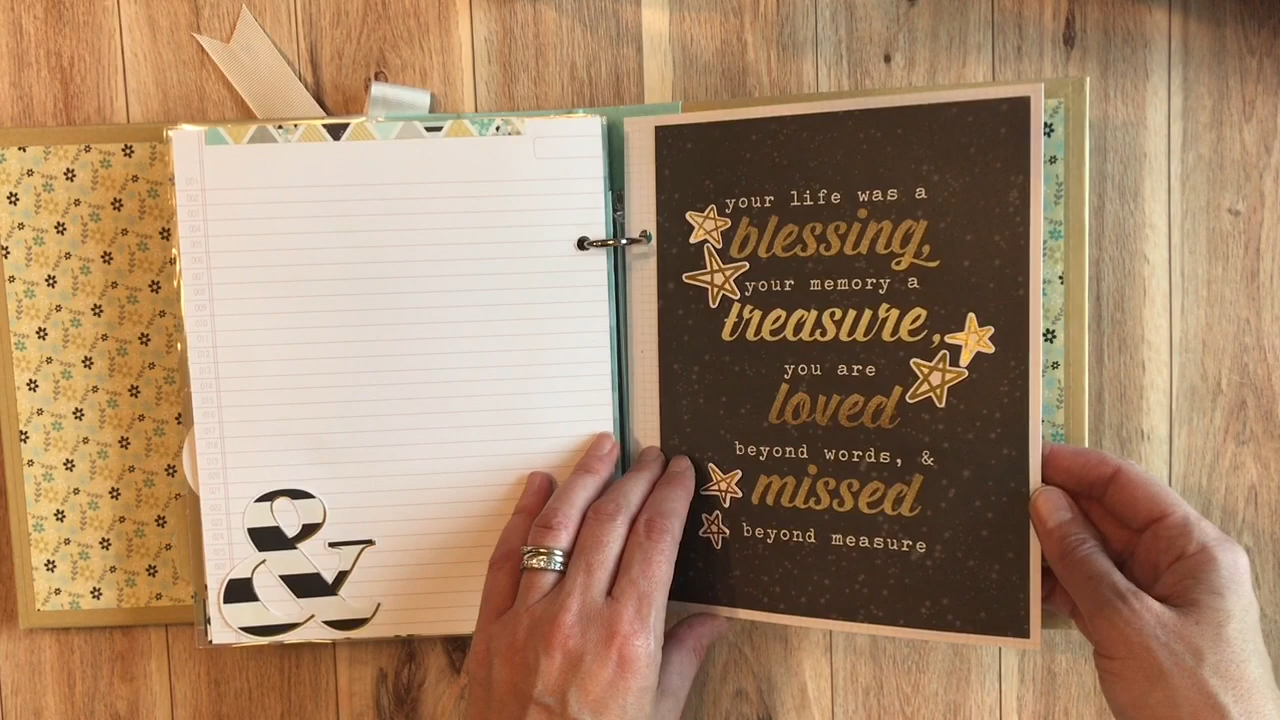 &
your life was a
blessing,
your memory a
treasure,
you are
loved
beyond words, &
missed
beyond measure